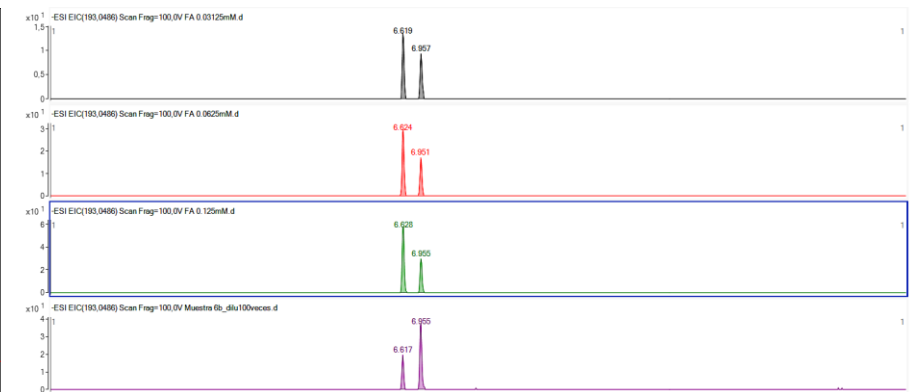 x10 1 -ESI EIC(193,0486) Scan Frag=100,0V FA 0.03125mM.d
1,5 1 6.619 1
1 6.957
0,5
0
x10 1 -ESI EIC(193,0486) Scan Frag=100,0V FA 0.0625mM.d
3 1 6.624 1
2 6.951
1
0
x10 1 -ESI EIC(193,0486) Scan Frag=100,0V FA 0.125mM.d
6 1 6.628 1
4 6.955
2
0
x10 1 -ESI EIC(193,0486) Scan Frag=100,0V Muestra 6b_dilu100veces.d
4 1 6.955 1
3
2 6.617
1
0